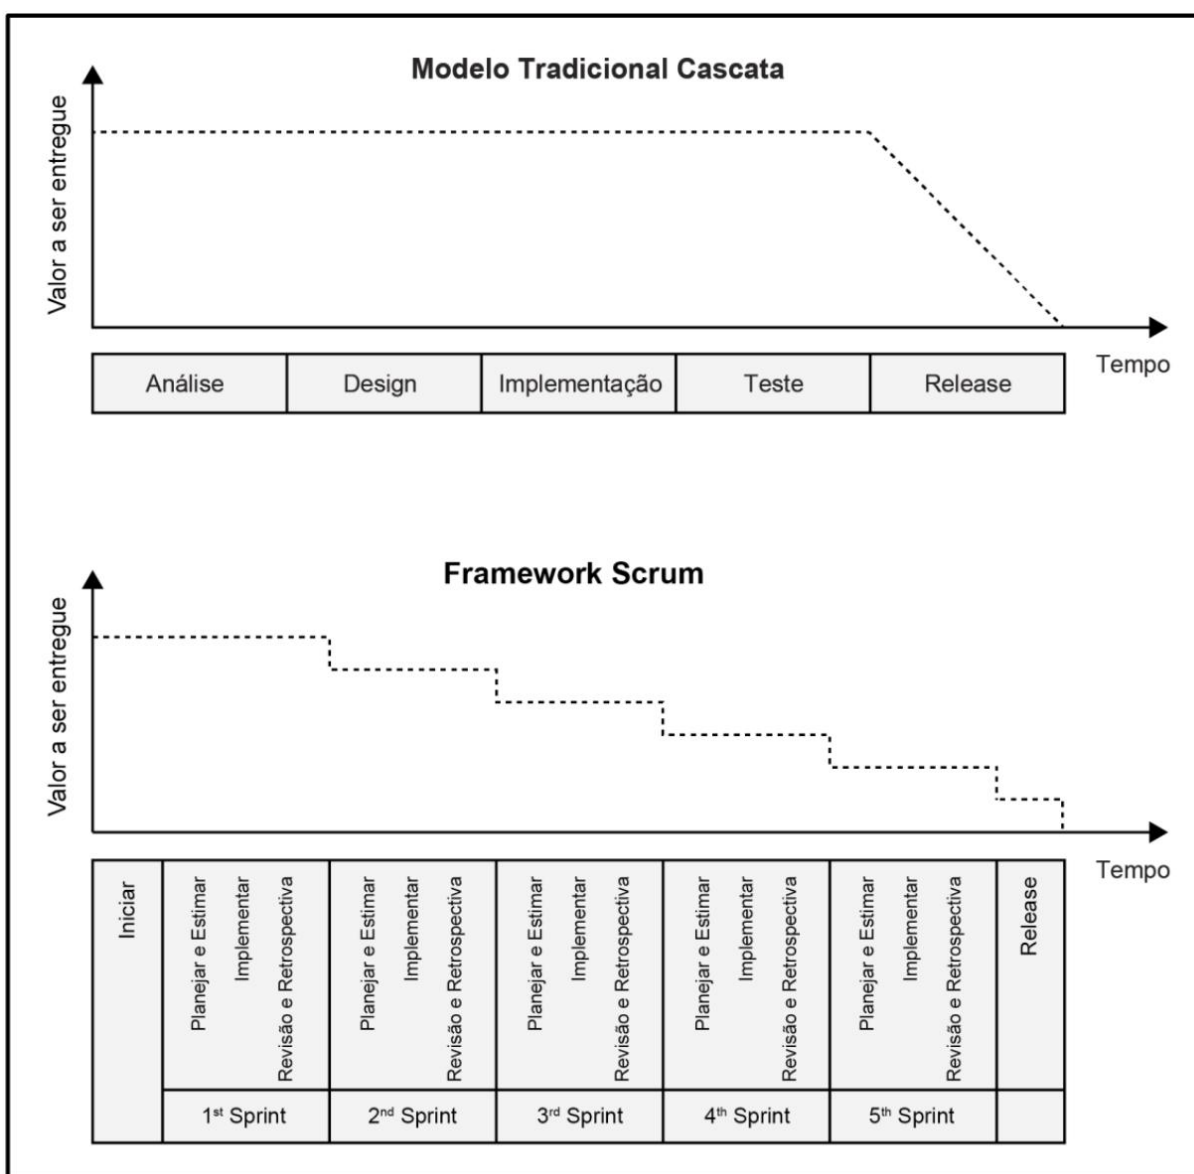 Modelo Tradicional Cascata
Valor a ser entregue
Tempo
Análise
Design
Implementação
Teste
Release
Framework Scrum
Valor a ser entregue
Tempo
Iniciar
Planejar e Estimar
Implementar
Revisão e Retrospectiva
Planejar e Estimar
Implementar
Revisão e Retrospectiva
Planejar e Estimar
Implementar
Revisão e Retrospectiva
Planejar e Estimar
Implementar
Revisão e Retrospectiva
Planejar e Estimar
Implementar
Revisão e Retrospectiva
Release
1st Sprint
2nd Sprint
3rd Sprint
4th Sprint
5th Sprint